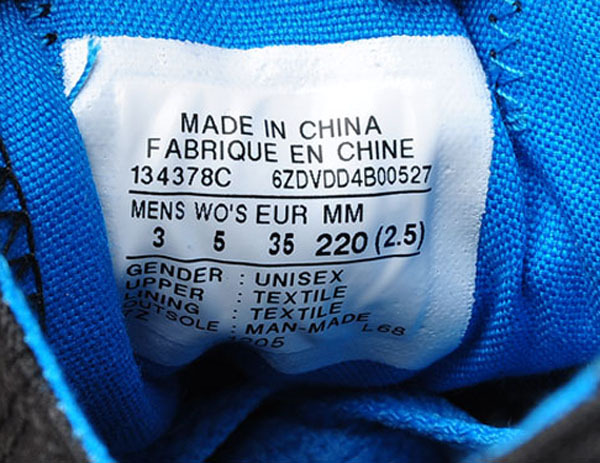 MADE IN CHINA
FABRIQUE EN CHINE
134378C 6ZDVDD4B00527
MENS WO'S EUR MM
3 5 35 220 (2.5)
GENDER : UNISEX
UPPER : TEXTILE
LINING : TEXTILE
OUTSOLE : MAN-MADE
TZ L68